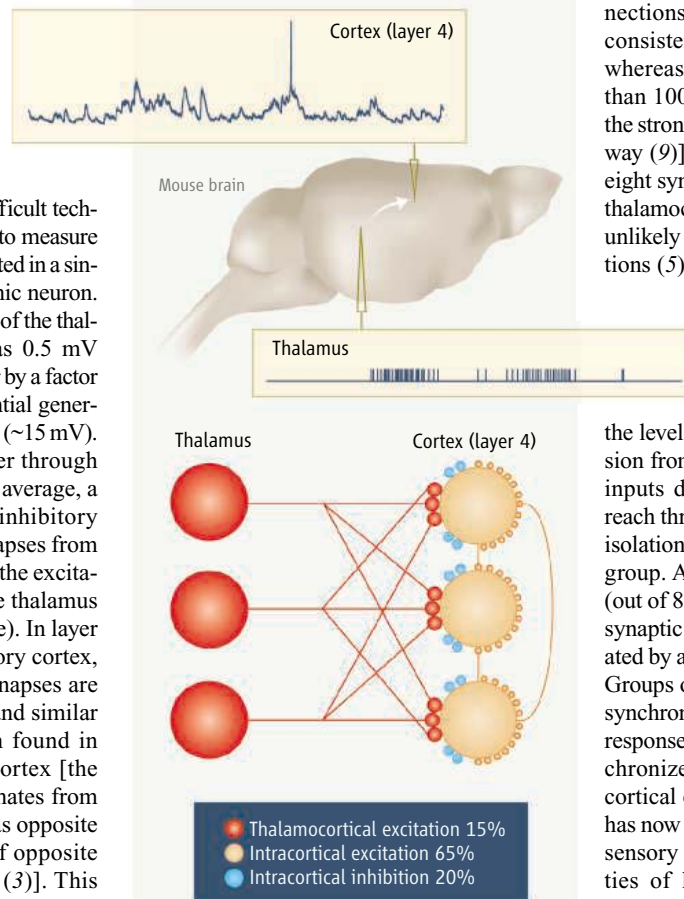 Cortex (layer 4)
Mouse brain
Thalamus
Thalamus
Cortex (layer 4)
Thalamocortical excitation 15%
Intracortical excitation 65%
Intracortical inhibition 20%
ficult tech-
to measure
ted in a sin-
nic neuron.
of the thal-
as 0.5 mV
r by a factor
ntial gener-
(~15 mV).
er through
average, a
inhibitory
apses from
the excita-
e thalamus
e). In layer
ory cortex,
napses are
and similar
n found in
ortex [the
nates from
as opposite
f opposite
(3)]. This
nections
consiste
whereas
than 100
the stron
way (9)]
eight syn
thalamoc
unlikely
tions (5)
the level
sion from
inputs d
reach thr
isolation
group. A
(out of 8
synaptic
ated by a
Groups o
synchron
response
chronize
cortical
has now
sensory
ties of